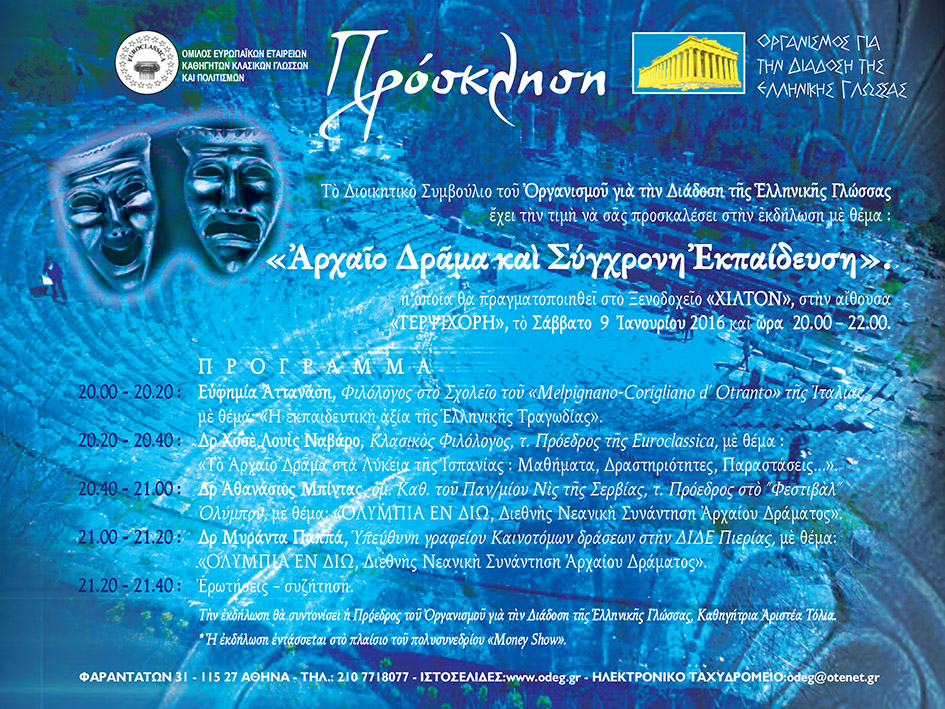 EUROCLASSICA
ΟΜΙΛΟΣ ΕΥΡΩΠΑΪΚΩΝ ΕΤΑΙΡΕΙΩΝ
ΚΑΘΗΓΗΤΩΝ ΚΛΑΣΙΚΩΝ ΓΛΩΣΣΩΝ
ΚΑΙ ΠΟΛΙΤΙΣΜΩΝ
Πρόσκληση
ΟΡΓΑΝΙΣΜΟΣ ΓΙΑ
ΤΗΝ ΔΙΑΔΟΣΗ ΤΗΣ
ΕΛΛΗΝΙΚΗΣ ΓΛΩΣΣΑΣ
Τὸ Διοικητικὸ Συμβούλιο τοῦ Ὀργανισμοῦ γιὰ τὴν Διάδοση τῆς Ἑλληνικῆς Γλώσσας
ἔχει τὴν τιμὴ νὰ σᾶς προσκαλέσει στὴν ἐκδήλωση μὲ θέμα :
«Ἀρχαῖο Δρᾶμα καὶ Σύγχρονη Ἐκπαίδευση».
ἡ ὁποία θὰ πραγματοποιηθεῖ στὸ Ξενοδοχεῖο «ΧΙΛΤΟΝ», στὴν αἴθουσα
«ΤΕΡΨΙΧΟΡΗ», τὸ Σάββατο 9 Ἰανουρίου 2016 καὶ ὥρα 20.00 – 22.00.
ΠΡΟΓΡΑΜΜΑ
20.00 – 20.20 : Εὐφημία Ἀττανάση, Φιλόλογος στὸ Σχολεῖο τοῦ «Melpignano-Corigliano d' Otranto» τῆς Ἰταλίας,
μὲ θέμα: «Ἡ ἐκπαιδευτικὴ ἀξία τῆς Ἑλληνικῆς Τραγωδίας».
20.20 – 20.40 : Δρ Χοσὲ Λουὶς Ναβάρο, Κλασικὸς Φιλόλογος, τ. Πρόεδρος τῆς Euroclassica, μὲ θέμα :
«Τὸ Ἀρχαῖο Δρᾶμα στὰ Λύκεια τῆς Ἱσπανίας : Μαθήματα, Δραστηριότητες, Παραστάσεις...».
20.40 – 21.00 : Δρ Ἀθανάσιος Μπίντας, ὁμ. Καθ. τοῦ Παν/μίου Νὶς τῆς Σερβίας, τ. Πρόεδρος στὸ "Φεστιβὰλ"
Ὀλύμπου, μὲ θέμα: «ΟΛΥΜΠΙΑ ΕΝ ΔΙΩ, Διεθνὴς Νεανικὴ Συνάντηση Ἀρχαίου Δράματος».
21.00 – 21.20 : Δρ Μυράντα Παππᾶ, Ὑπεύθυνη γραφείου Καινοτόμων δράσεων στὴν ΔΙΔΕ Πιερίας, μὲ θέμα:
«ΟΛΥΜΠΙΑ ΕΝ ΔΙΩ, Διεθνὴς Νεανικὴ Συνάντηση Ἀρχαίου Δράματος».
21.20 – 21.40 : Ἐρωτήσεις – συζήτηση.
Τὴν ἐκδήλωση θὰ συντονίσει ἡ Πρόεδρος τοῦ Ὀργανισμοῦ γιὰ τὴν Διάδοση τῆς Ἑλληνικῆς Γλώσσας, Καθηγήτρια Ἀριστέα Τόλια.
*Ἡ ἐκδήλωση ἐντάσσεται στὸ πλαίσιο τοῦ πολυσυνεδρίου «Money Show».
ΦΑΡΑΝΤΑΤΩΝ 31 - 115 27 ΑΘΗΝΑ - ΤΗΛ.: 210 7718077 - ΙΣΤΟΣΕΛΙΔΕΣ:www.odeg.gr - ΗΛΕΚΤΡΟΝΙΚΟ ΤΑΧΥΔΡΟΜΕΙΟ:odeg@otenet.gr